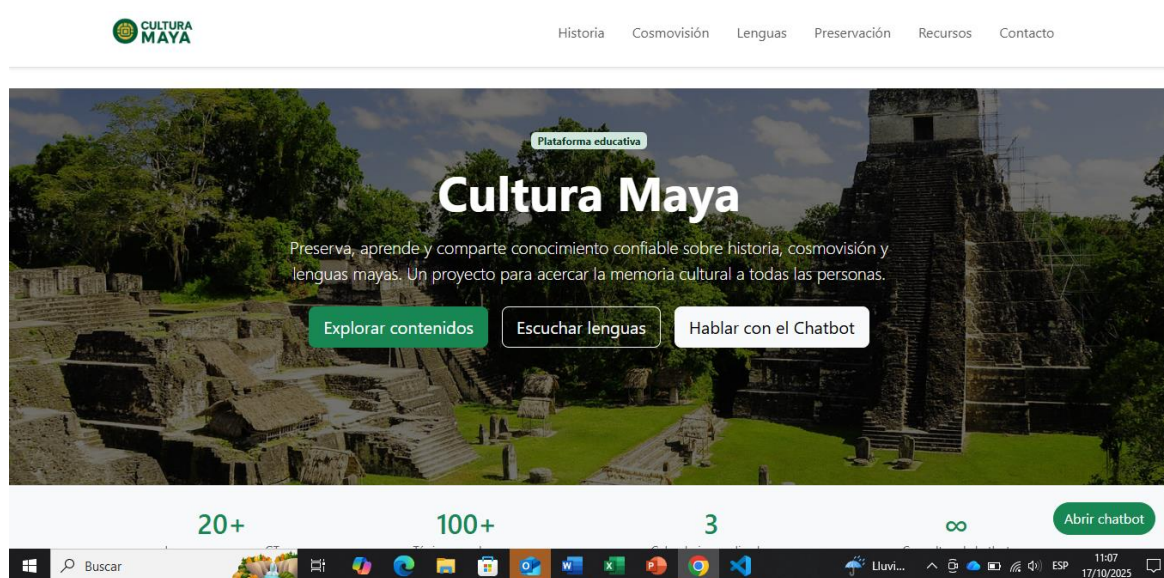 CULTURA
MAYA
Historia Cosmovisión Lenguas Preservación Recursos Contacto
Plataforma educativa
Cultura Maya
Preserva, aprende y comparte conocimiento confiable sobre historia, cosmovisión y
lenguas mayas. Un proyecto para acercar la memoria cultural a todas las personas.
Explorar contenidos Escuchar lenguas Hablar con el Chatbot
20+ 100+ 3 ∞
Abrir chatbot
Buscar
Lluvi... ESP 11:07
17/10/2025